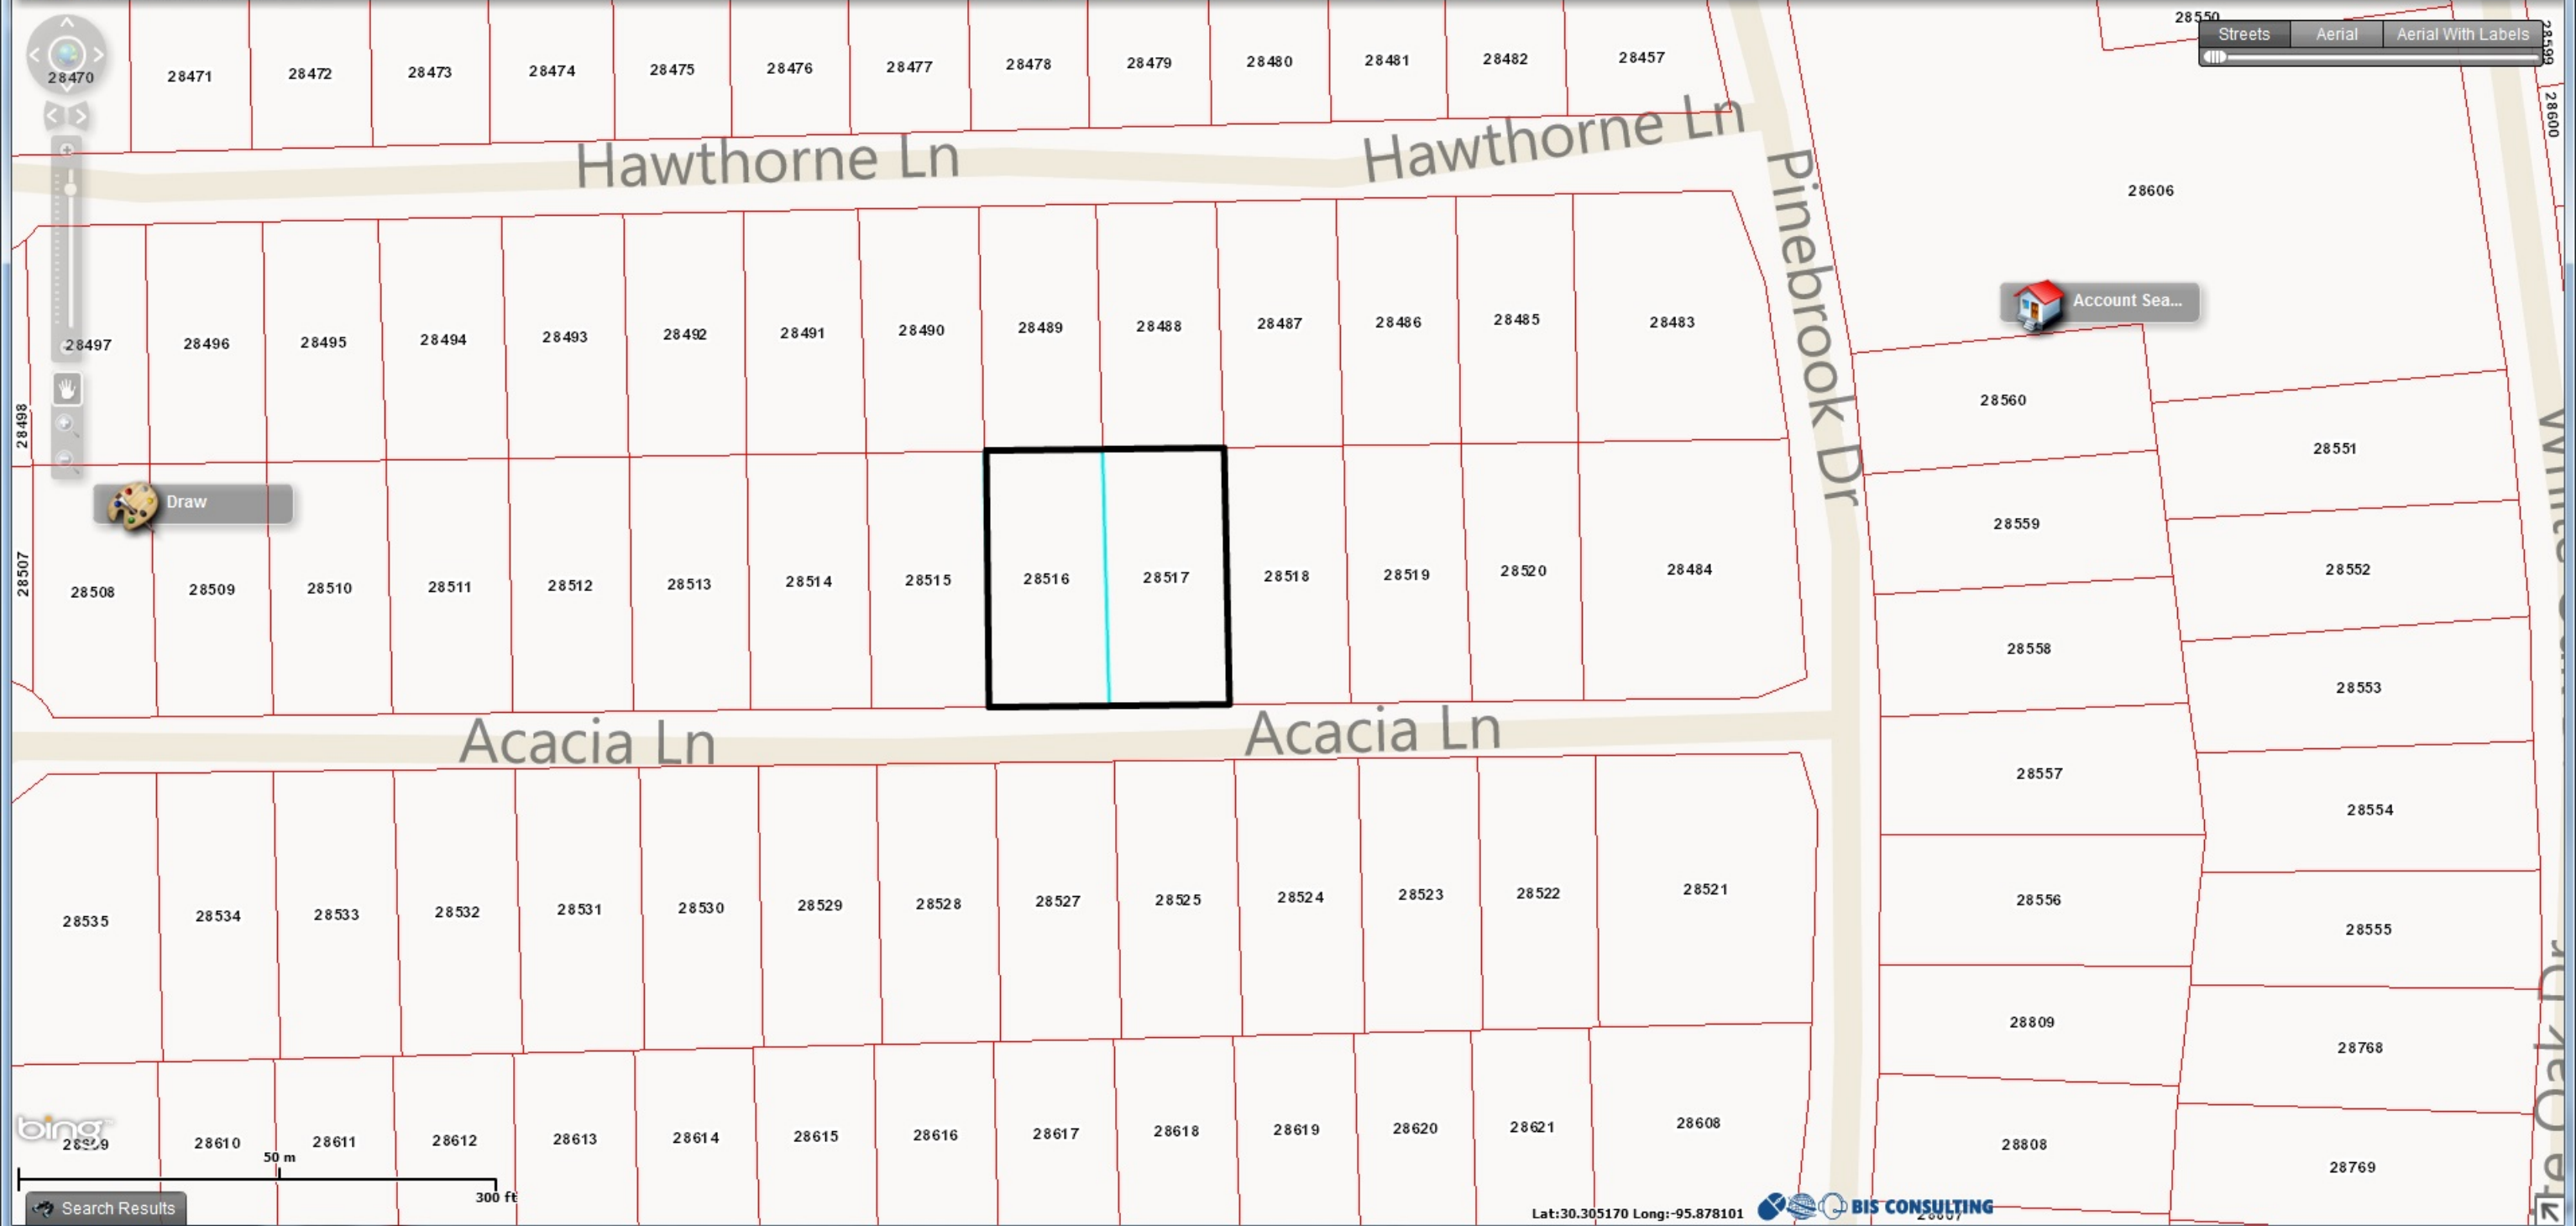 28550
Streets Aerial Aerial With Labels
28599
28470 28471 28472 28473 28474 28475 28476 28477 28478 28479 28480 28481 28482 28457
28600
Hawthorne Ln Hawthorne Ln
Pinebrook Dr
28606
Account Sea...
28497 28496 28495 28494 28493 28492 28491 28490 28489 28488 28487 28486 28485 28483
28498
28560
28551
Draw
28559
28507
28508 28509 28510 28511 28512 28513 28514 28515 28516 28517 28518 28519 28520 28484
28552
28558
28553
Acacia Ln Acacia Ln
28557
28554
28535 28534 28533 28532 28531 28530 28529 28528 28527 28525 28524 28523 28522 28521
28556
28555
28809
28768
Oak Dr
bing
28610 28611 28612 28613 28614 28615 28616 28617 28618 28619 28620 28621 28608
28808
28769
50 m
300 ft
Search Results
Lat:30.305170 Long:-95.878101
BIS CONSULTING